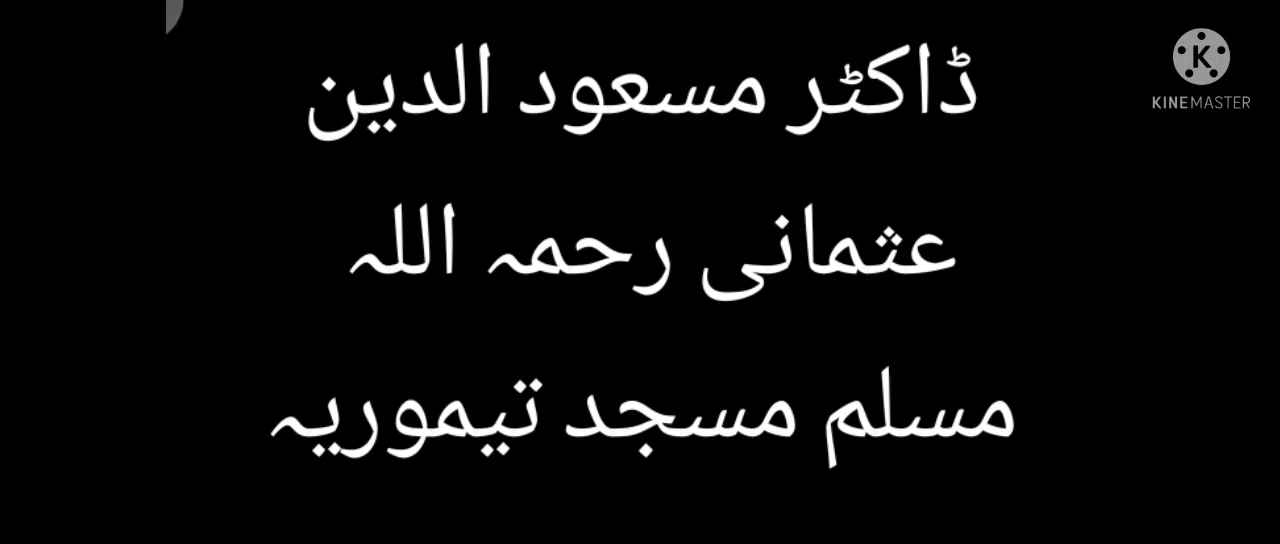 ڈاکٹر مسعود الدین
عثمانی رحمہ اللہ
مسلم مسجد تیموریہ
K
KINEMASTER